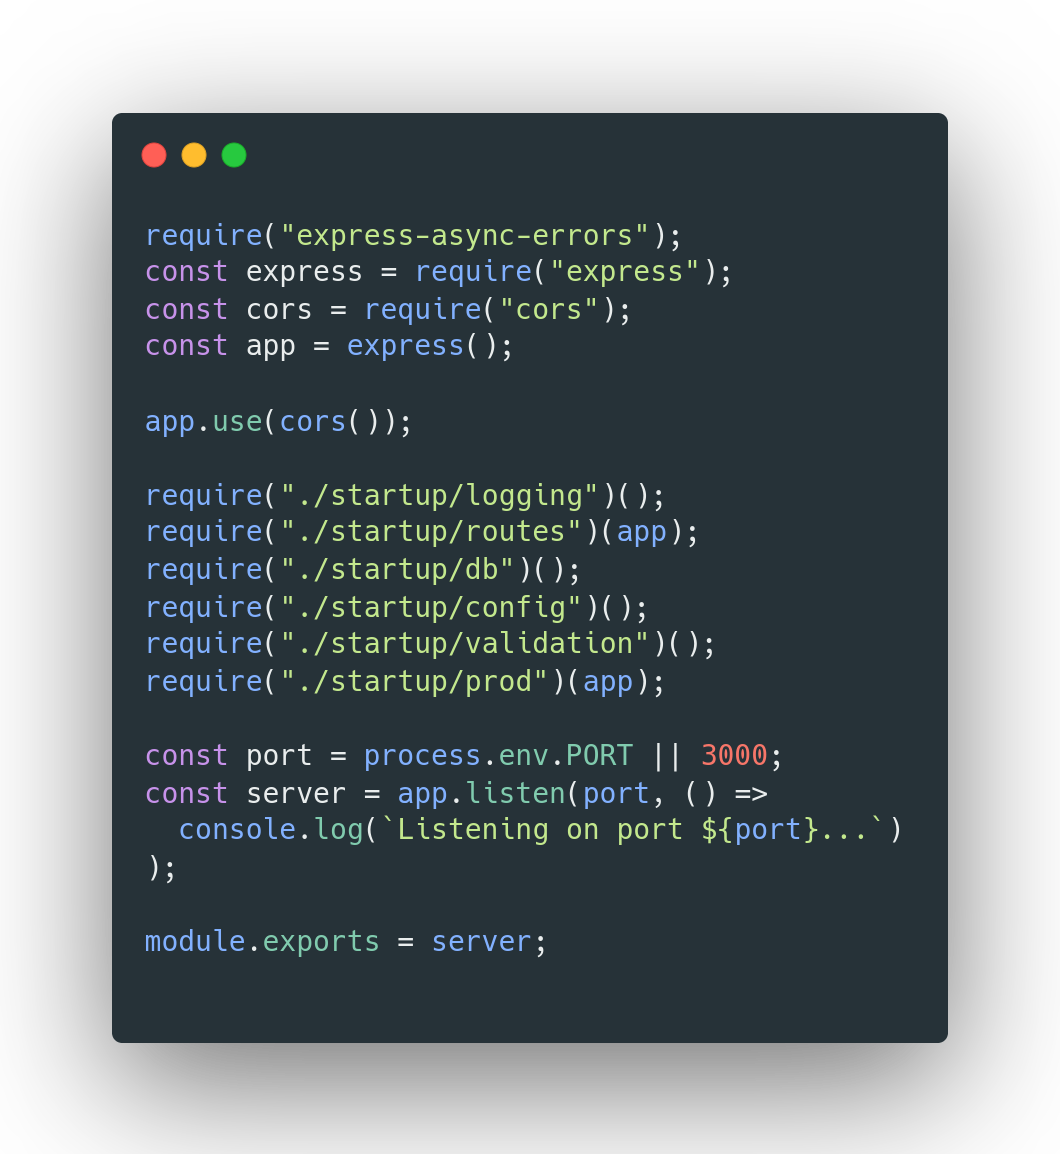 require("express-async-errors");
const express = require("express");
const cors = require("cors");
const app = express();
app.use(cors());
require("./startup/logging")();
require("./startup/routes")(app);
require("./startup/db")();
require("./startup/config")();
require("./startup/validation")();
require("./startup/prod")(app);
const port = process.env.PORT || 3000;
const server = app.listen(port, () =>
  console.log(`Listening on port ${port}...`)
);
module.exports = server;